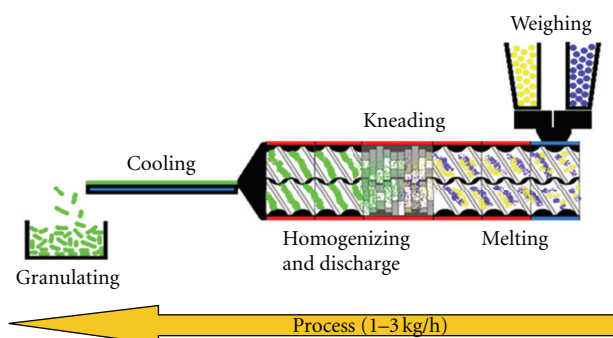 Weighing
Kneading
Cooling
Homogenizing
and discharge
Melting
Granulating
Process (1–3 kg/h)